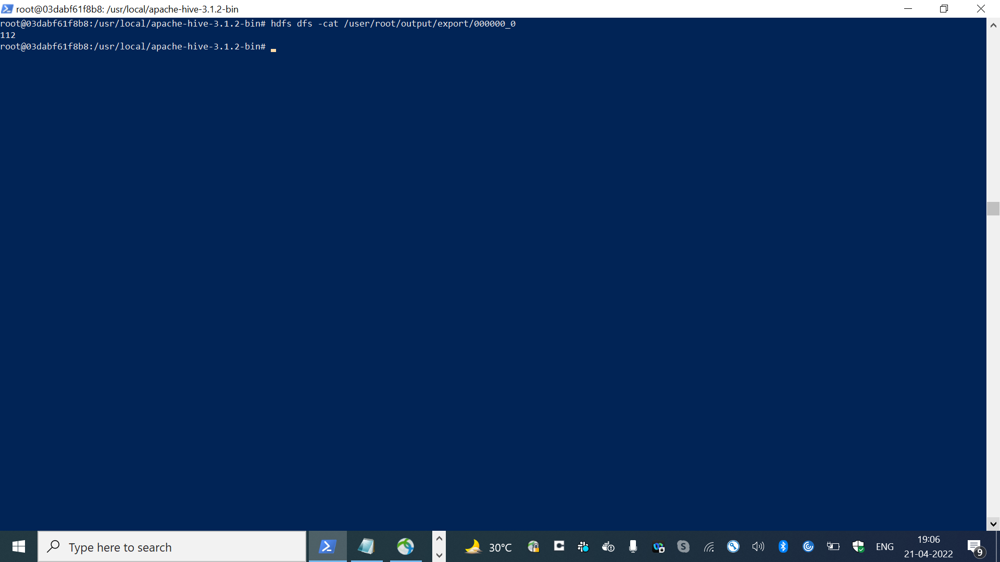 root@03dabf61f8b8: /usr/local/apache-hive-3.1.2-bin
root@03dabf61f8b8:/usr/local/apache-hive-3.1.2-bin# hdfs dfs -cat /user/root/output/export/000000_0
112
root@03dabf61f8b8:/usr/local/apache-hive-3.1.2-bin#
Type here to search
30°C
ENG
19:06
21-04-2022
9